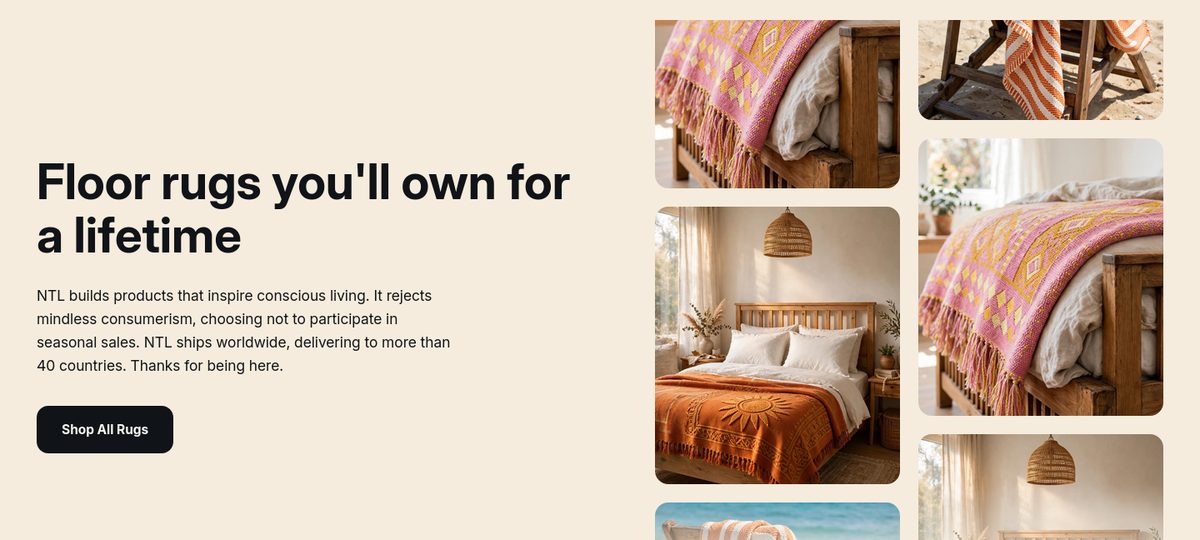 Floor rugs you'll own for
a lifetime
NTL builds products that inspire conscious living. It rejects
mindless consumerism, choosing not to participate in
seasonal sales. NTL ships worldwide, delivering to more than
40 countries. Thanks for being here.
Shop All Rugs